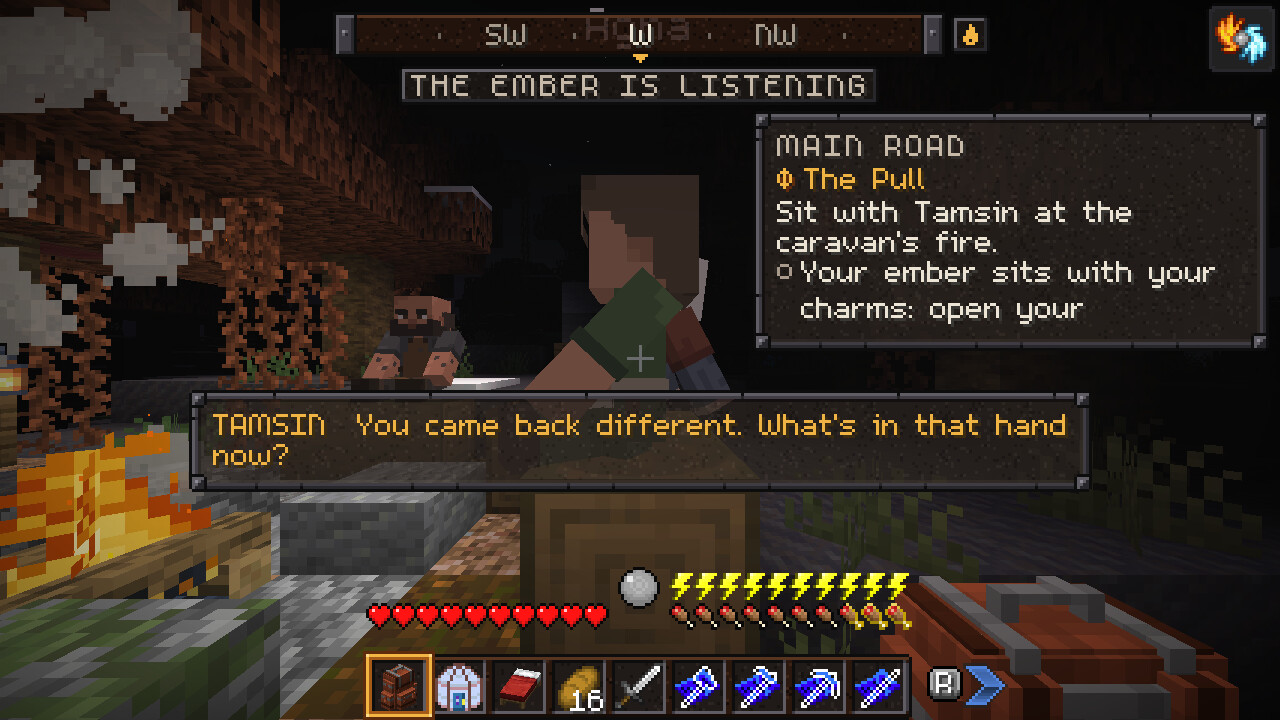 SW W NW
THE EMBER IS LISTENING
MAIN ROAD
The Pull
Sit with Tamsin at the
caravan's fire.
Your ember sits with your
charms: open your
TAMSIN You came back different. What's in that hand
now?
16
R